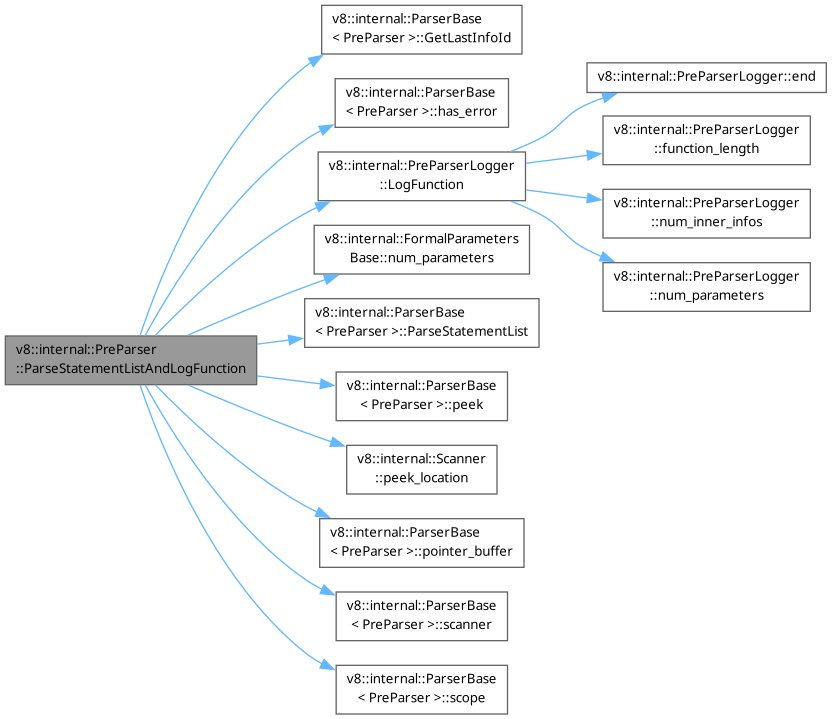 v8::internal::ParserBase
< PreParser >::GetLastInfoId
v8::internal::PreParserLogger::end
v8::internal::ParserBase
< PreParser >::has_error
v8::internal::PreParserLogger
::function_length
v8::internal::PreParserLogger
::LogFunction
v8::internal::PreParserLogger
::num_inner_infos
v8::internal::FormalParameters
Base::num_parameters
v8::internal::PreParserLogger
::num_parameters
v8::internal::ParserBase
< PreParser >::ParseStatementList
v8::internal::PreParser
::ParseStatementListAndLogFunction
v8::internal::ParserBase
< PreParser >::peek
v8::internal::Scanner
::peek_location
v8::internal::ParserBase
< PreParser >::pointer_buffer
v8::internal::ParserBase
< PreParser >::scanner
v8::internal::ParserBase
< PreParser >::scope